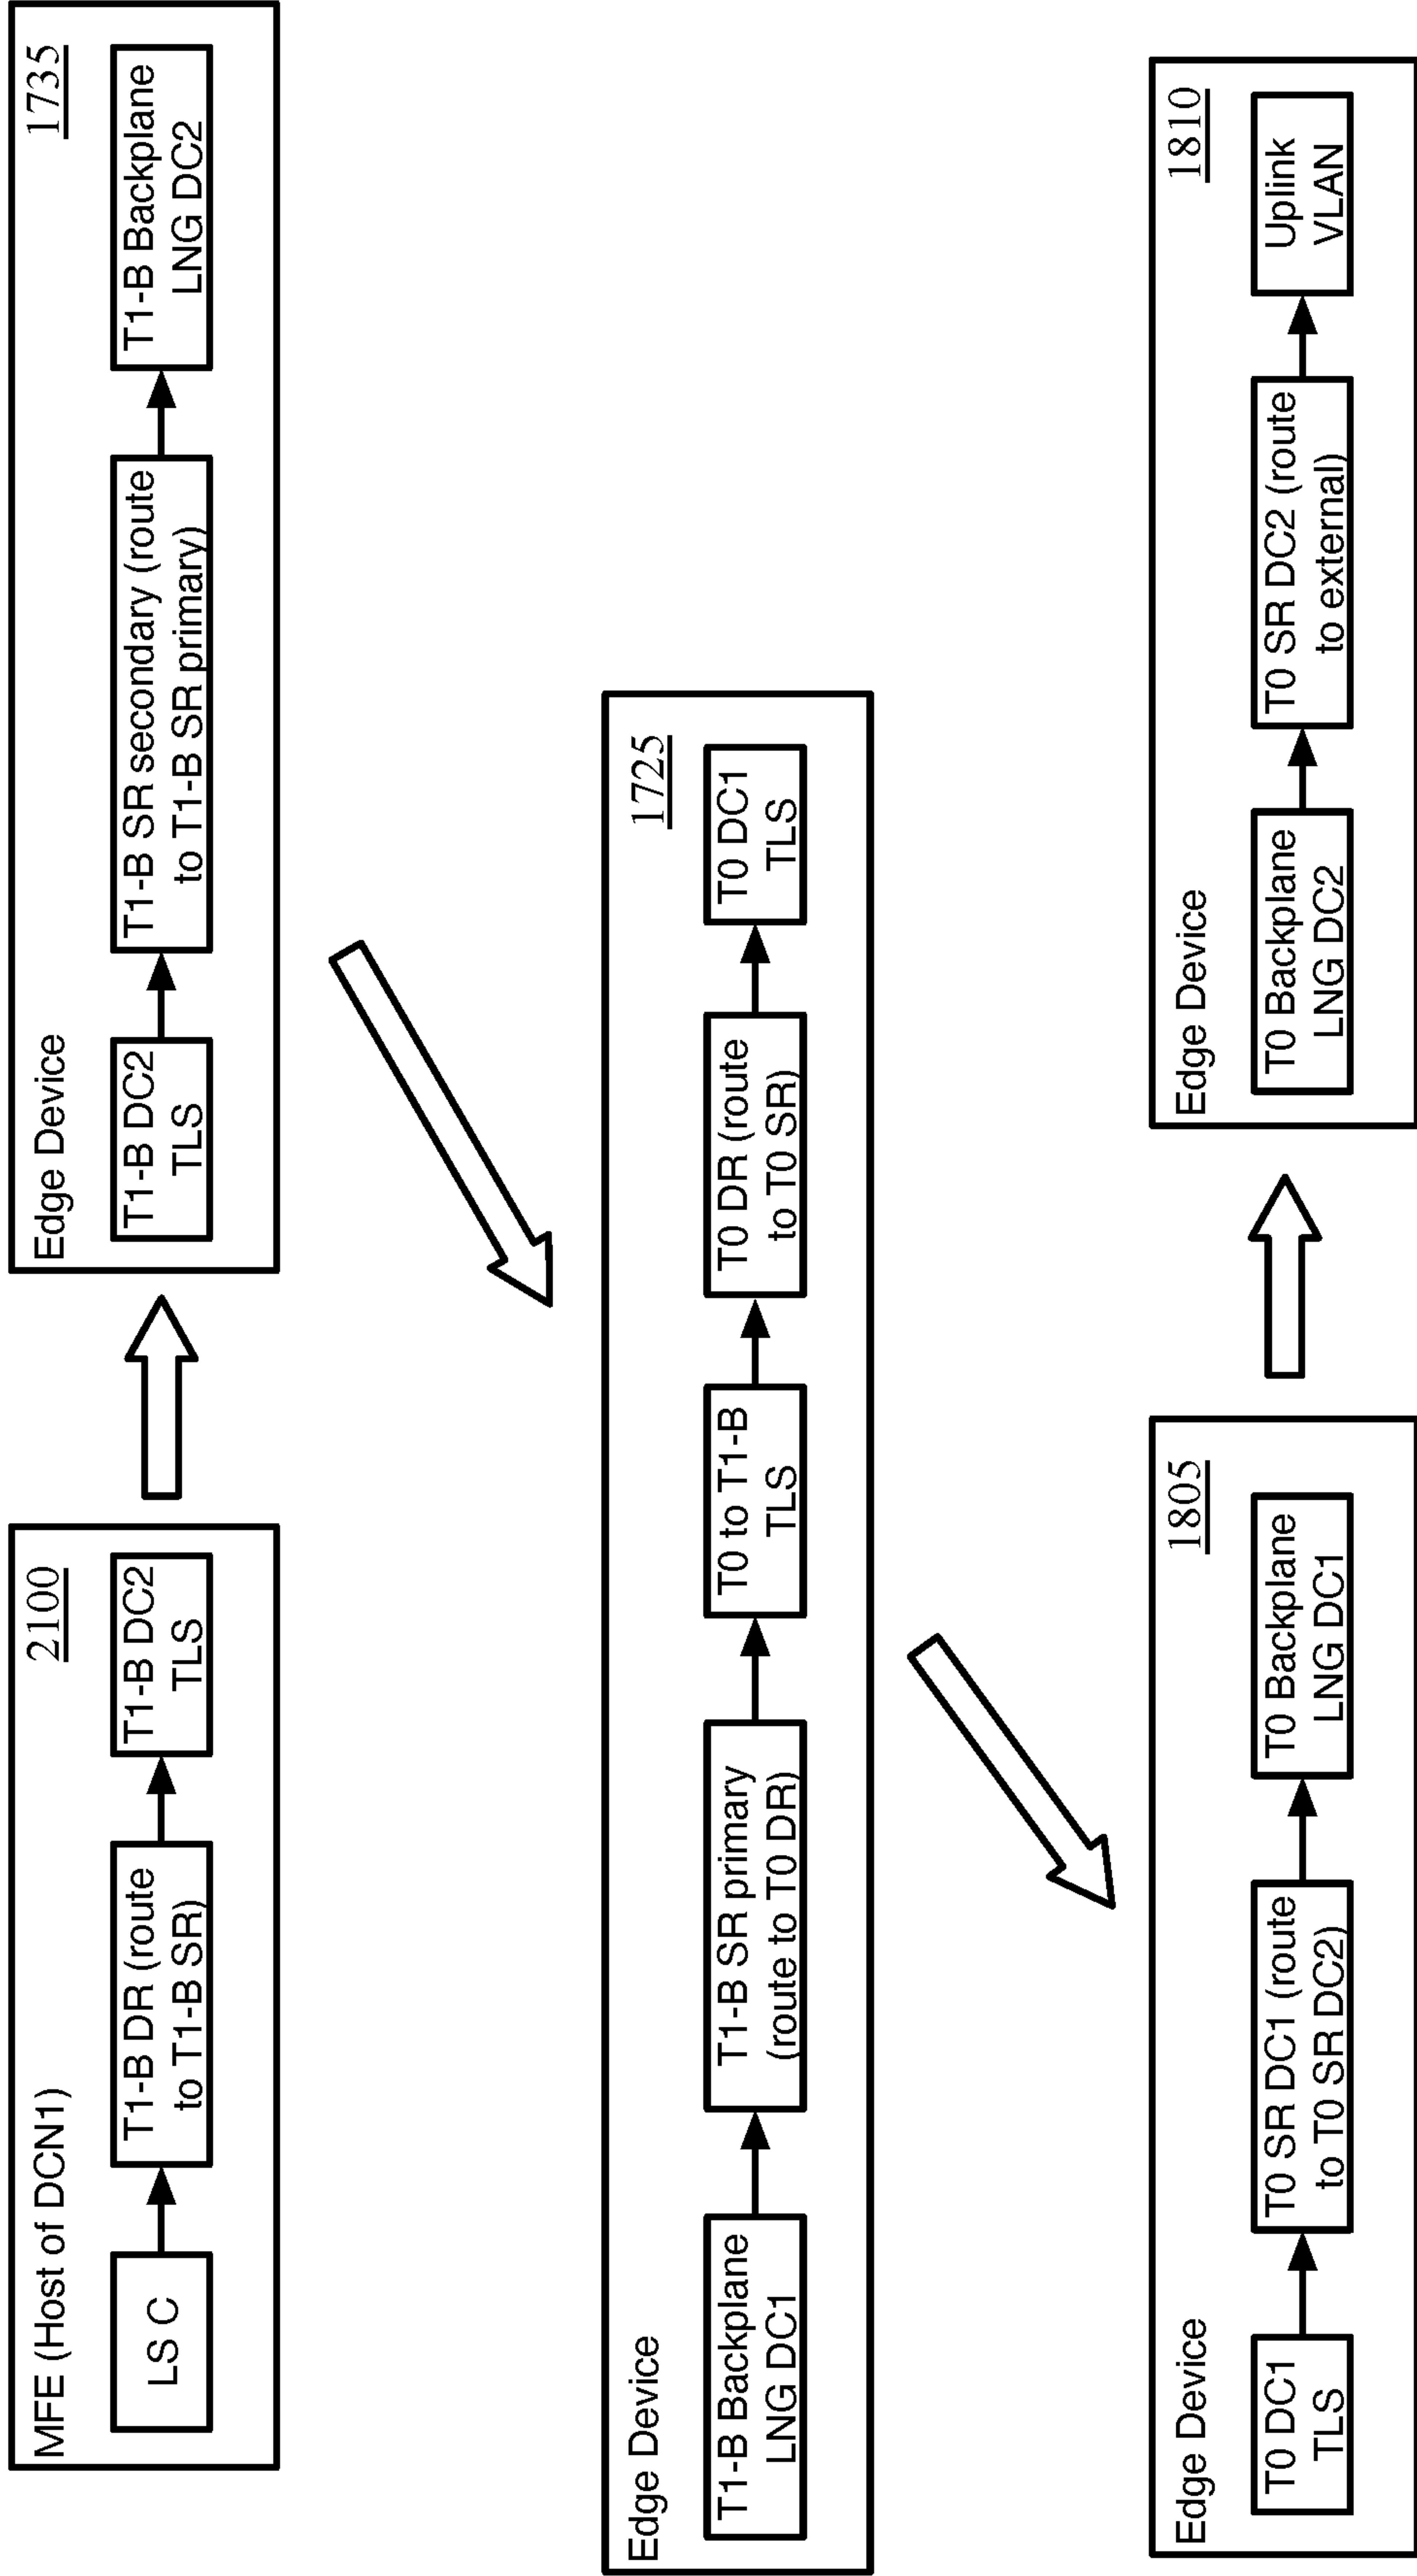 MFE (Host of DCN1)
2100
LS C
T1-B DR (route
to T1-B SR)
T1-B DC2
TLS
Edge Device
1735
T1-B DC2
TLS
T1-B SR secondary (route
to T1-B SR primary)
T1-B Backplane
LNG DC2
Edge Device
1725
T1-B Backplane
LNG DC1
T1-B SR primary
(route to T0 DR)
T0 to T1-B
TLS
T0 DR (route
to T0 SR)
T0 DC1
TLS
Edge Device
1805
T0 DC1
TLS
T0 SR DC1 (route
to T0 SR DC2)
T0 Backplane
LNG DC1
Edge Device
1810
T0 Backplane
LNG DC2
T0 SR DC2 (route
to external)
Uplink
VLAN